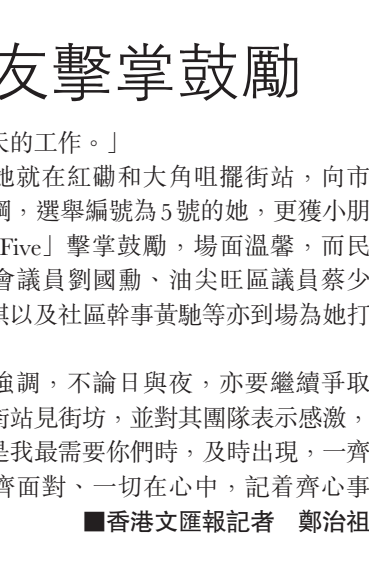 友擊掌鼓勵
天的工作。」
她就在紅磡和大角咀擺街站，向市
綱，選舉編號為5號的她，更獲小朋
Five」擊掌鼓勵，場面溫馨，而民
會議員劉國勳、油尖旺區議員蔡少
祺以及社區幹事黃馳等亦到場為她打
強調，不論日與夜，亦要繼續爭取
街站見街坊，並對其團隊表示感激，
是我最需要你們時，及時出現，一齊
齊面對、一切在心中，記着齊心事
■香港文匯報記者　鄭治祖